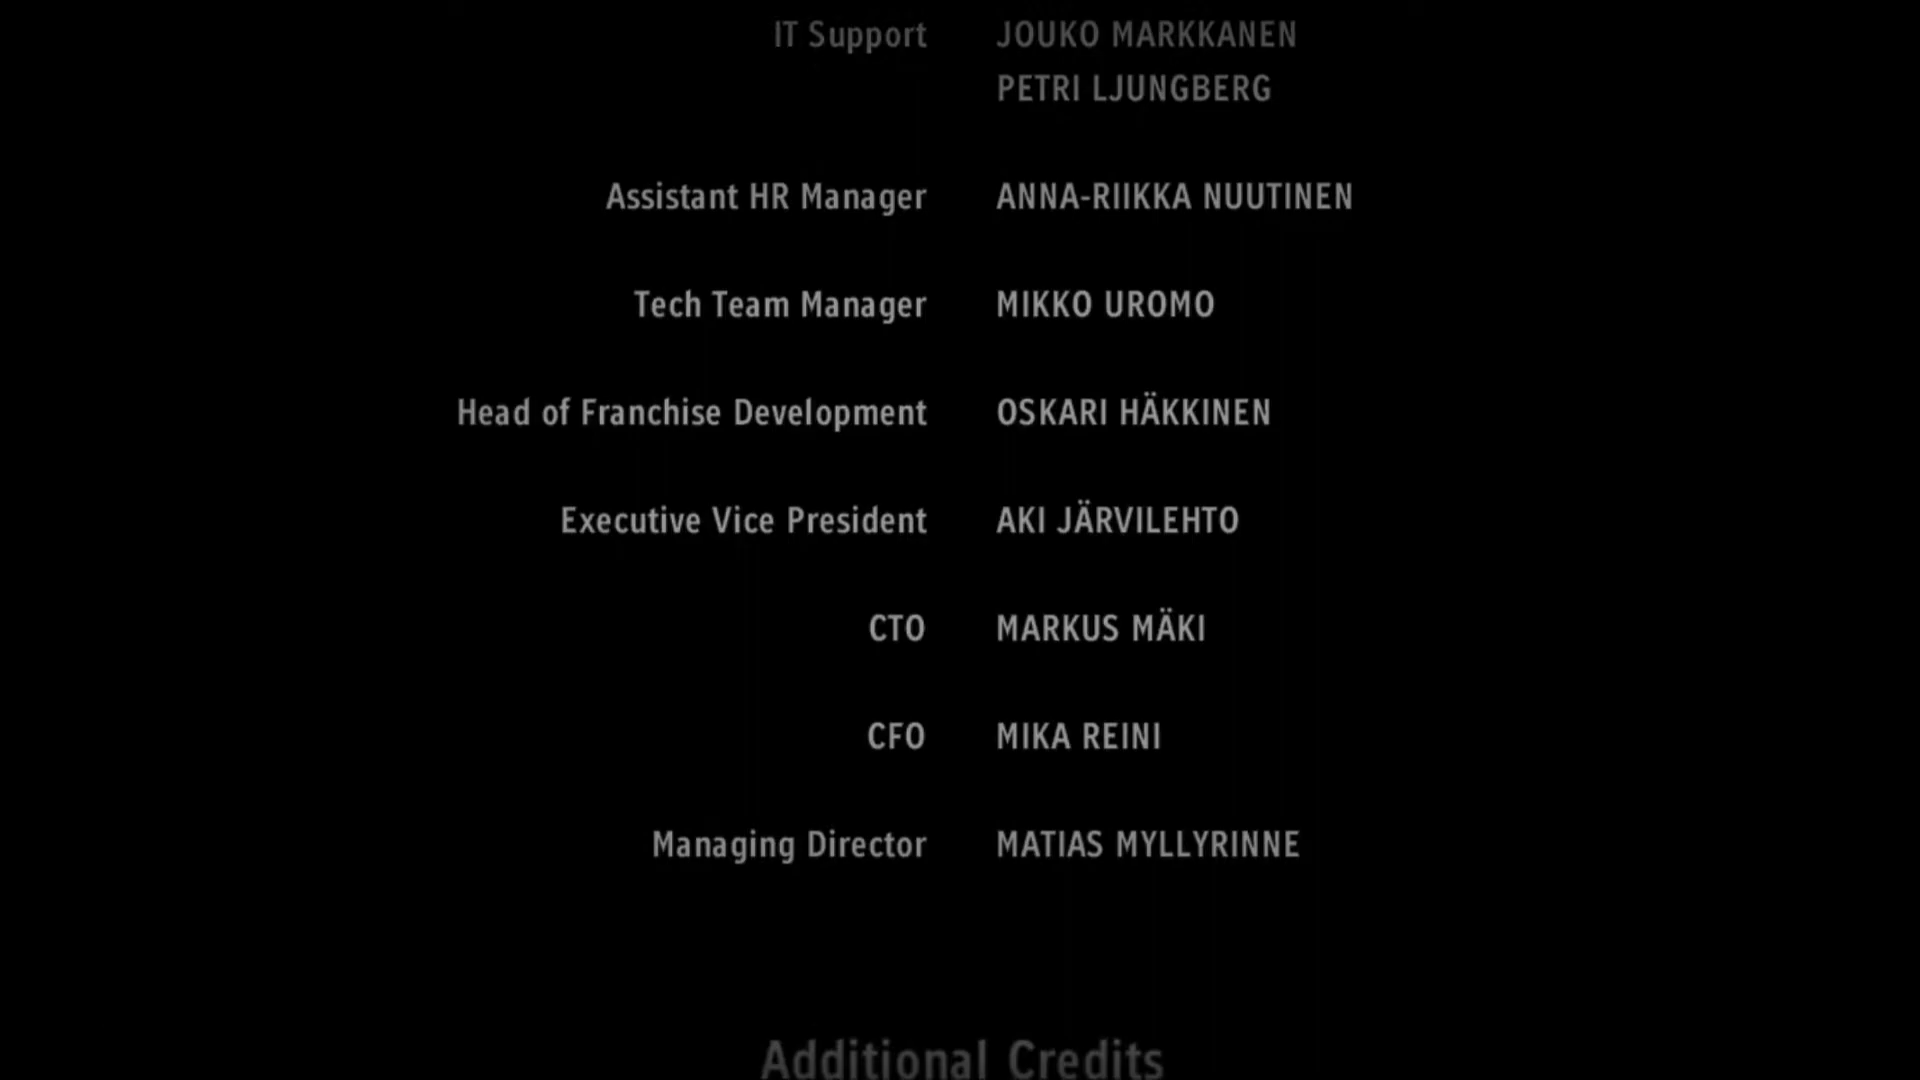 IT Support JOUKO MARKKANEN
PETRI LJUNGBERG
Assistant HR Manager ANNA-RIIKKA NUUTINEN
Tech Team Manager MIKKO UROMO
Head of Franchise Development OSKARI HÄKKINEN
Executive Vice President AKI JÄRVILEHTO
CTO MARKUS MÄKI
CFO MIKA REINI
Managing Director MATIAS MYLLYRINNE
Additional Credits